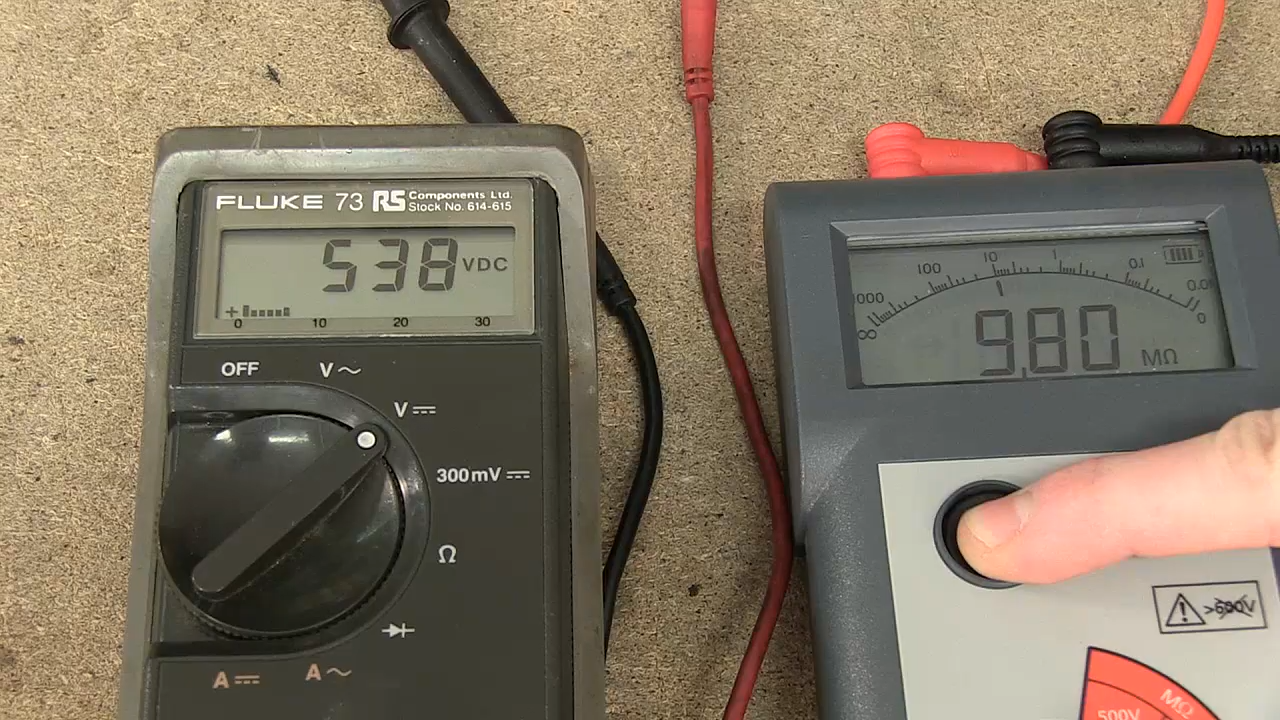 FLUKE 73 RS Components Ltd.
Stock No. 614-615
538 VDC
+
0 10 20 30
OFF V~
V⎓
300mV⎓
Ω
A⎓ A~
1000 100 10 1 0.1 0.01
∞ 0
9.80 MΩ
>600V
MΩ
500V